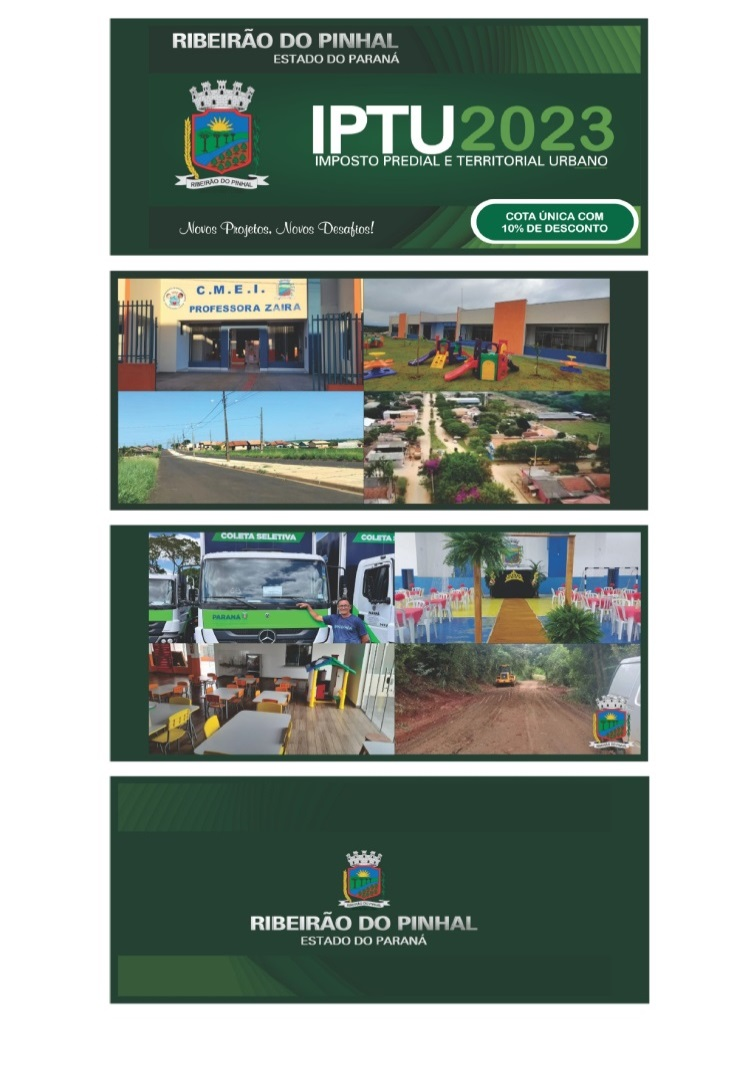 RIBEIRÃO DO PINHAL
ESTADO DO PARANÁ
RIBEIRÃO DO PINHAL
IPTU2023
IMPOSTO PREDIAL E TERRITORIAL URBANO
Novos Projetos, Novos Desafios!
COTA ÚNICA COM
10% DE DESCONTO
C.M.E.I.
PROFESSORA ZAIRA
COLETA SELETIVA
COLETA
PARANÁ
RIBEIRÃO DO PINHAL
ESTADO DO PARANÁ